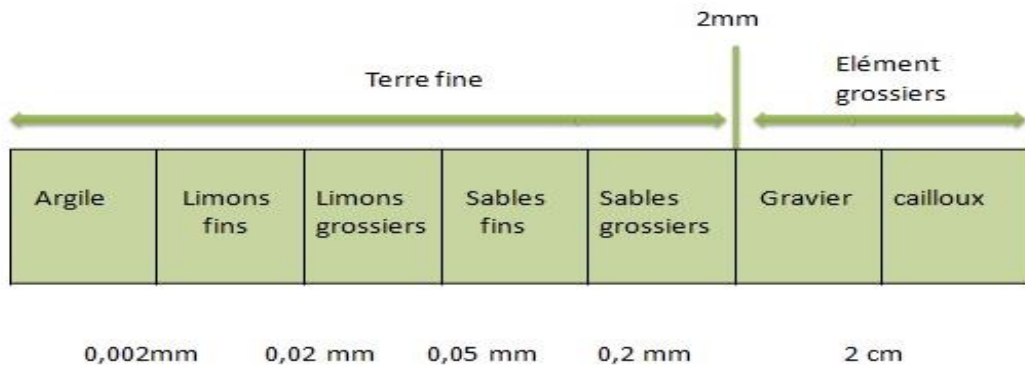 2mm
Terre fine
Elément
grossiers
Argile
Limons
fins
Limons
grossiers
Sables
fins
Sables
grossiers
Gravier
cailloux
0,002mm
0,02 mm
0,05 mm
0,2 mm
2 cm